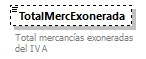 TotalMercExonerada
Total mercancías exoneradas
del IVA